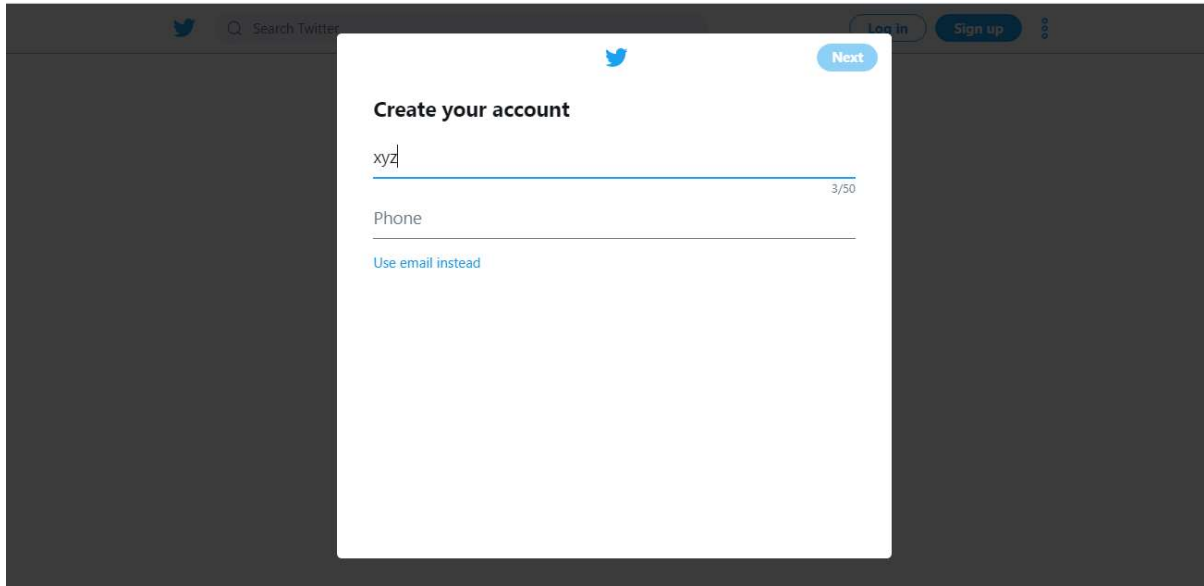 Search Twitter
Log in
Sign up
Next
Create your account
xyz
3/50
Phone
Use email instead